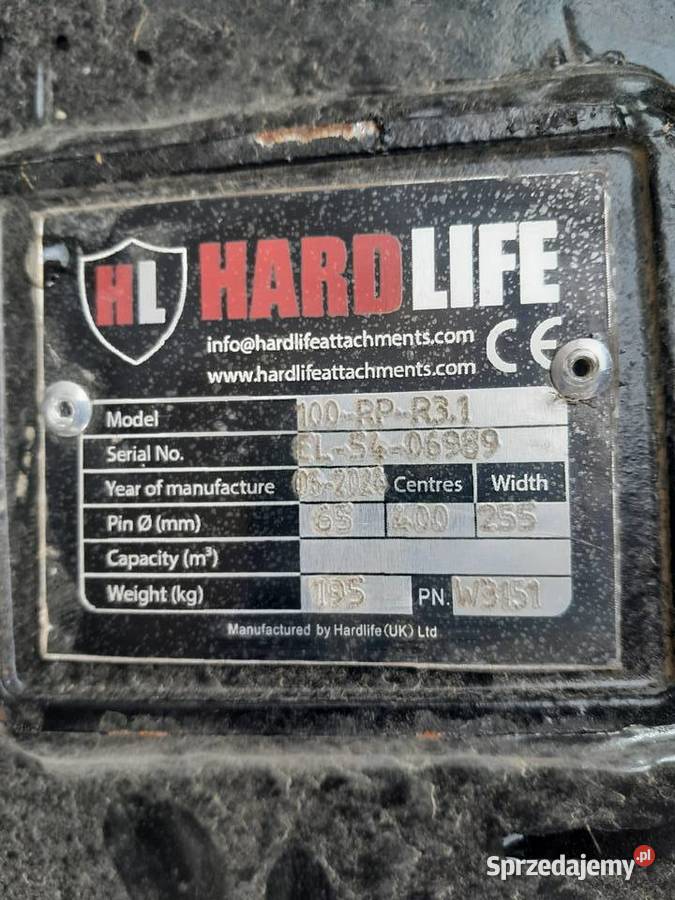 HL HARDLIFE
info@hardlifeattachments.com
www.hardlifeattachments.com CE
Model 100-RP-R3.1
Serial No. EL-54-06989
Year of manufacture Centres Width
Pin Ø (mm) 65 400 255
Capacity (m³)
Weight (kg) 195 PN. W3151
Manufactured by Hardlife (UK) Ltd
Sprzedajemy.pl